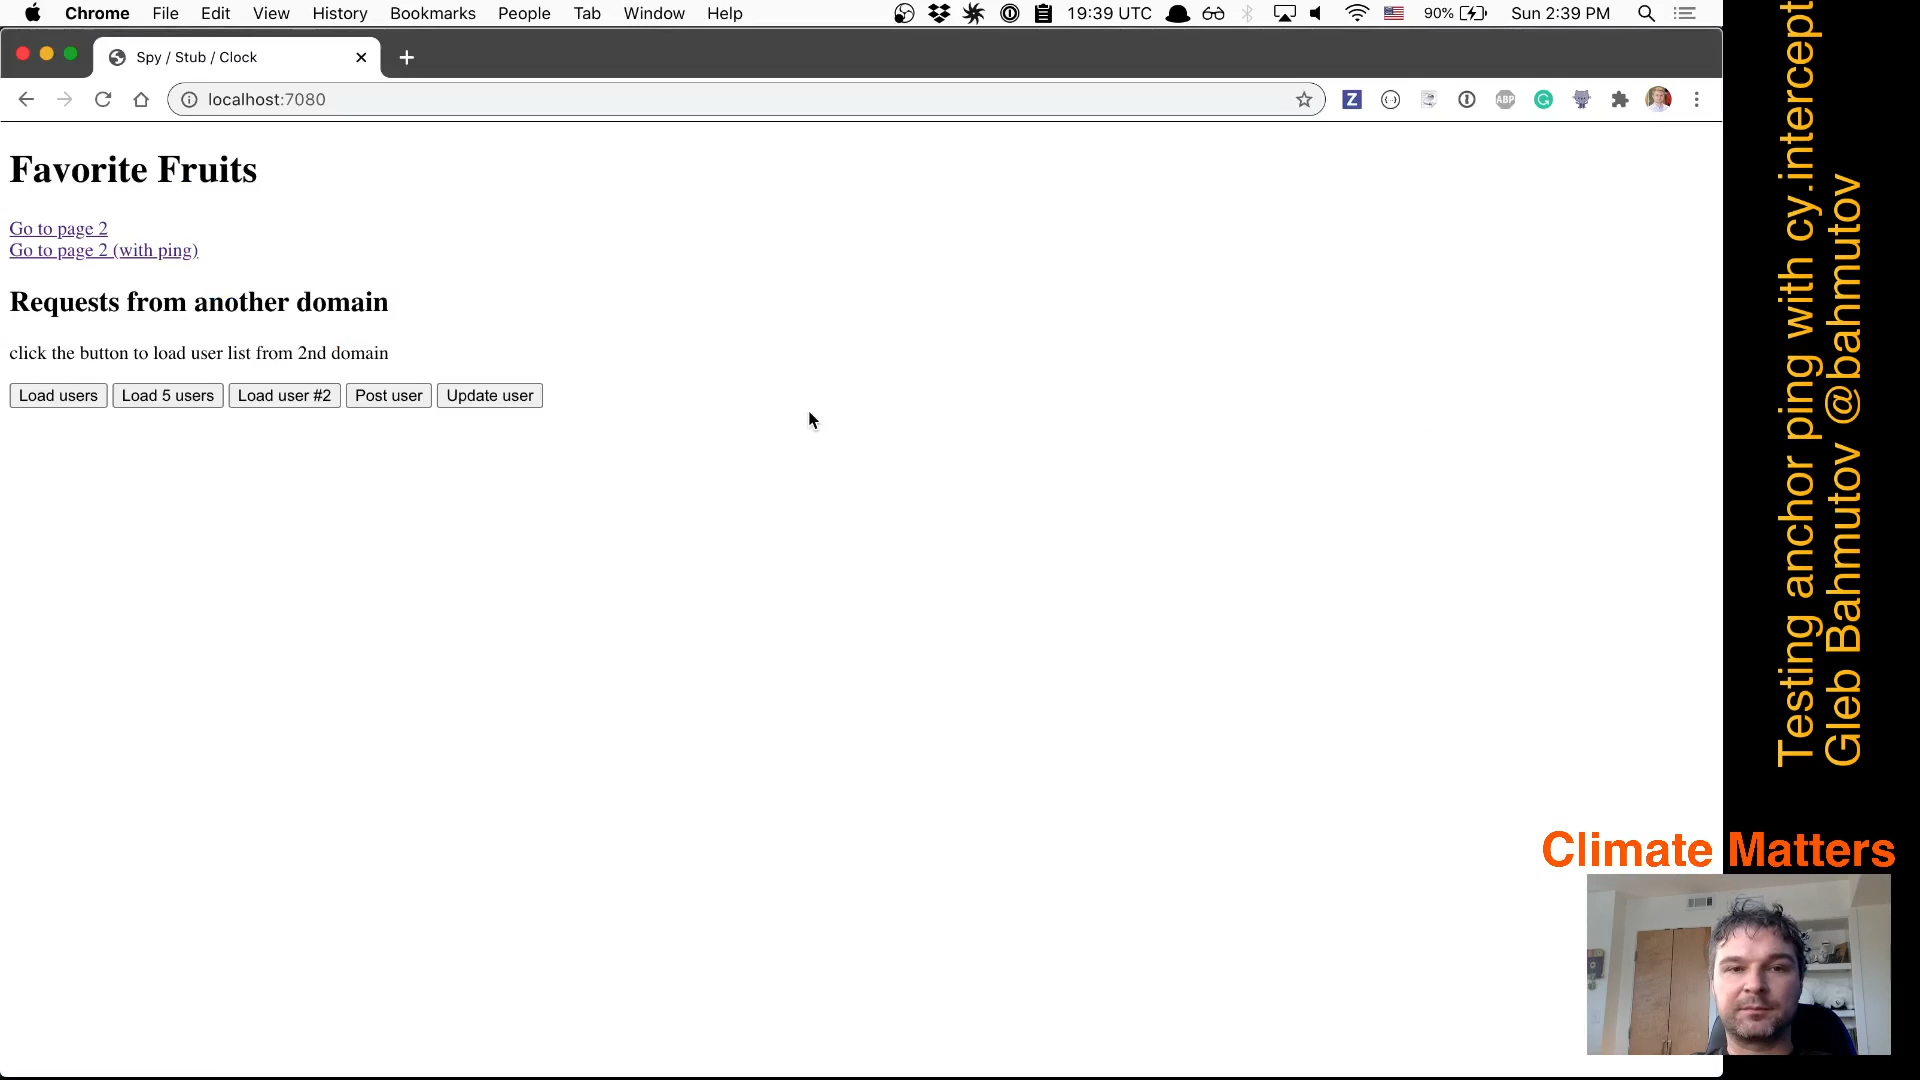 Chrome File Edit View History Bookmarks People Tab Window Help 19:39 UTC 90% Sun 2:39 PM
Spy / Stub / Clock
localhost:7080
Z
ABP
Favorite Fruits
Go to page 2
Go to page 2 (with ping)
Requests from another domain
click the button to load user list from 2nd domain
Load users Load 5 users Load user #2 Post user Update user
Testing anchor ping with cy.intercept
Gleb Bahmutov @bahmutov
Climate Matters